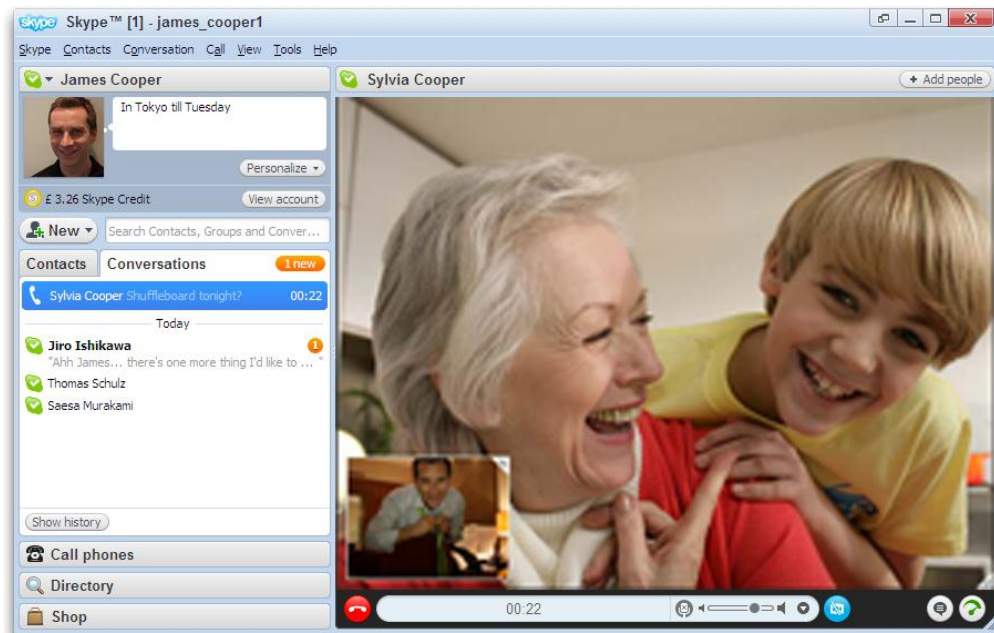 skype Skype™ [1] - james_cooper1
Skype Contacts Conversation Call View Tools Help
James Cooper
In Tokyo till Tuesday
Personalize
£ 3.26 Skype Credit View account
New Search Contacts, Groups and Conver...
Contacts Conversations 1 new
Sylvia Cooper Shuffleboard tonight? 00:22
Today
Jiro Ishikawa 1
"Ahh James... there's one more thing I'd like to ... "
Thomas Schulz
Saesa Murakami
Show history
Call phones
Directory
Shop
Sylvia Cooper + Add people
00:22